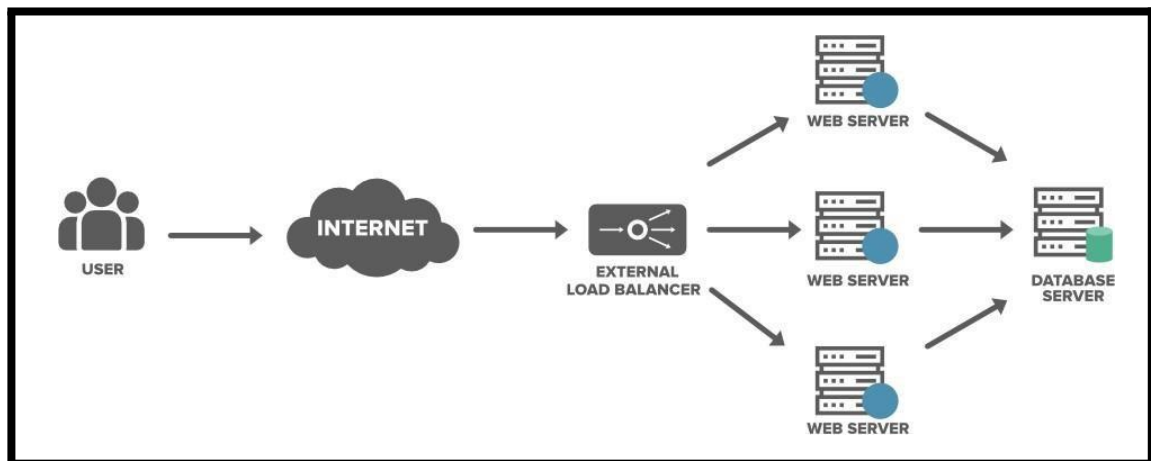 USER
INTERNET
EXTERNAL
LOAD BALANCER
WEB SERVER
WEB SERVER
WEB SERVER
DATABASE
SERVER